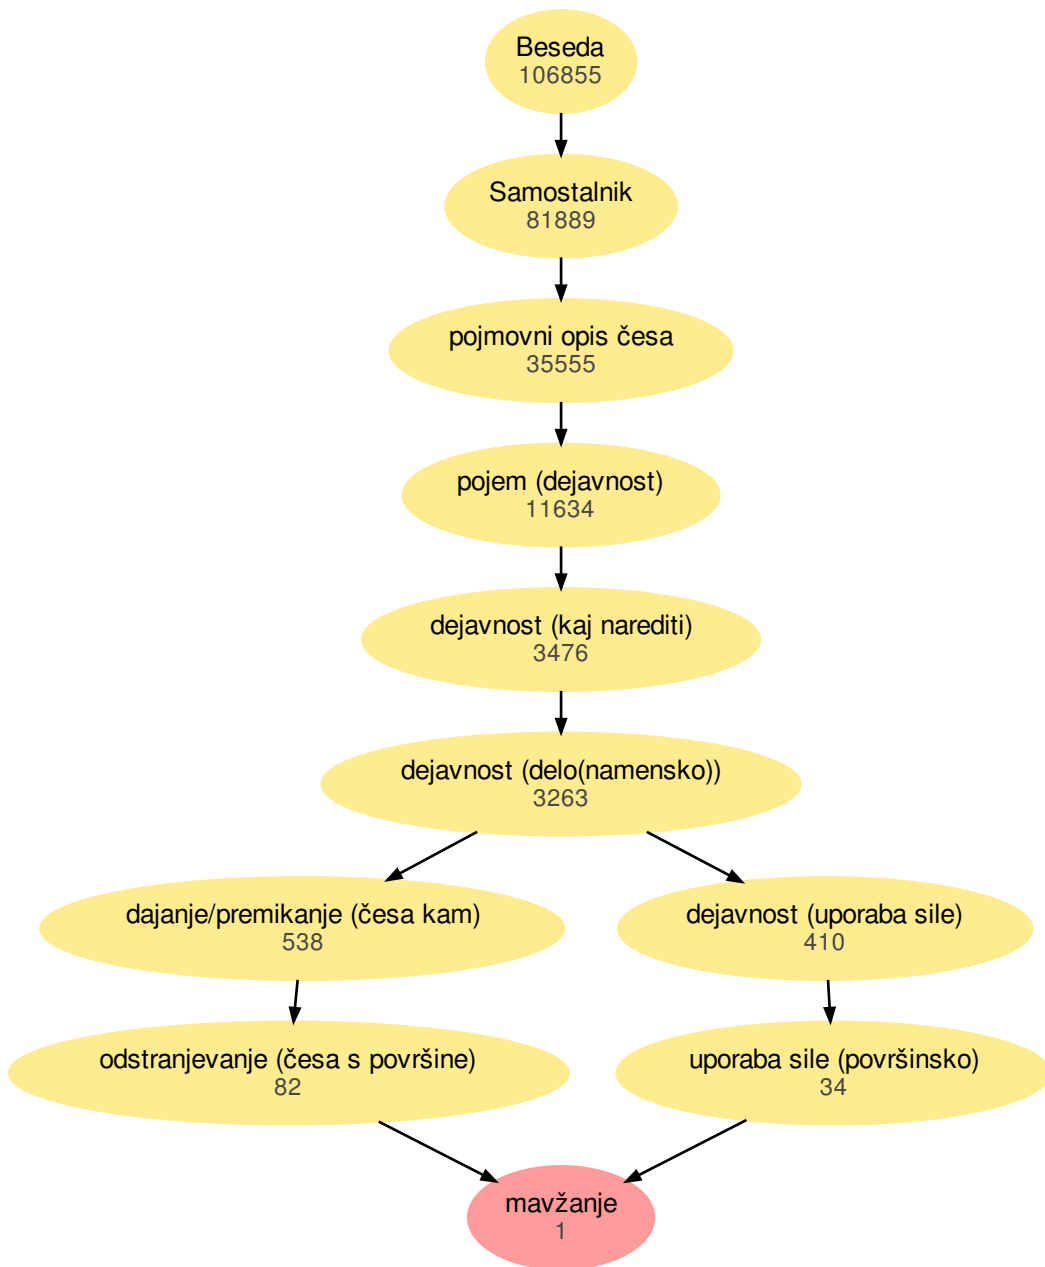 Beseda
106855
Samostalnik
81889
pojmovni opis česa
35555
pojem (dejavnost)
11634
dejavnost (kaj narediti)
3476
dejavnost (delo(namensko))
3263
dajanje/premikanje (česa kam)
538
dejavnost (uporaba sile)
410
odstranjevanje (česa s površine)
82
uporaba sile (površinsko)
34
mavžanje
1